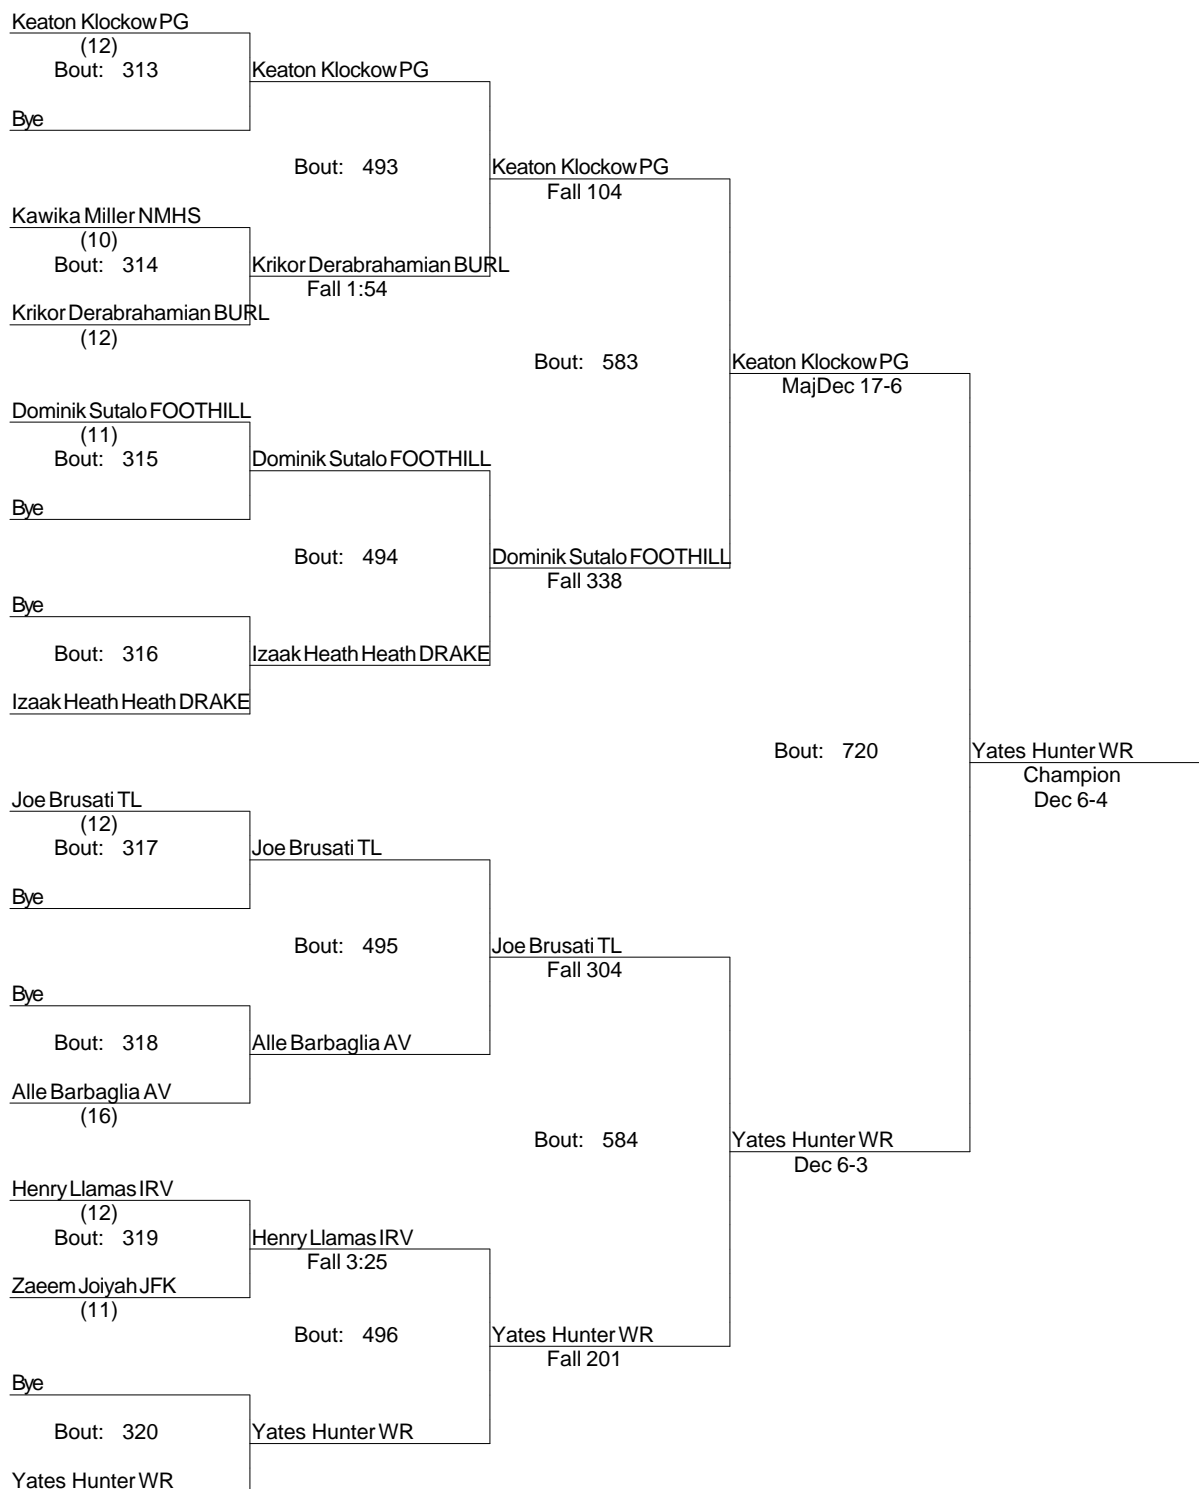 Keaton Klockow PG
(12)
Bout: 313
Keaton Klockow PG
Bye
Bout: 493
Keaton Klockow PG
Fall 104
Kawika Miller NMHS
(10)
Bout: 314
Krikor Derabrahamian BURL
Fall 1:54
Krikor Derabrahamian BURL
(12)
Bout: 583
Keaton Klockow PG
MajDec 17-6
Dominik Sutalo FOOTHILL
(11)
Bout: 315
Dominik Sutalo FOOTHILL
Bye
Bout: 494
Dominik Sutalo FOOTHILL
Fall 338
Bye
Bout: 316
Izaak Heath Heath DRAKE
Izaak Heath Heath DRAKE
Bout: 720
Yates Hunter WR
Champion
Dec 6-4
Joe Brusati TL
(12)
Bout: 317
Joe Brusati TL
Bye
Bout: 495
Joe Brusati TL
Fall 304
Bye
Bout: 318
Alle Barbaglia AV
Alle Barbaglia AV
(16)
Bout: 584
Yates Hunter WR
Dec 6-3
Henry Llamas IRV
(12)
Bout: 319
Henry Llamas IRV
Fall 3:25
Zaeem Joiyah JFK
(11)
Bout: 496
Yates Hunter WR
Fall 201
Bye
Bout: 320
Yates Hunter WR
Yates Hunter WR